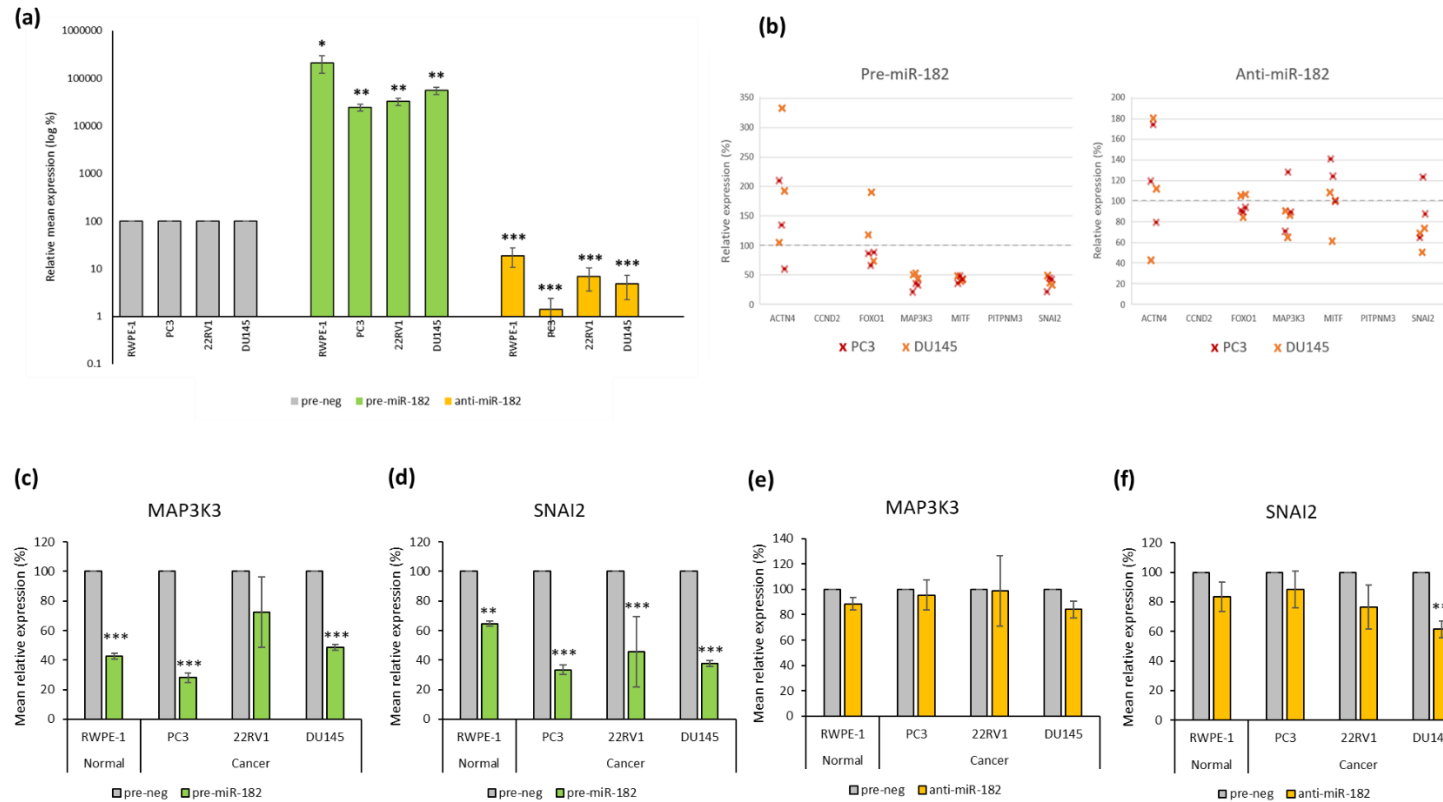 (a)
Relative mean expression (log %)
1000000
100000
10000
1000
100
10
1
0.1
* ** ** **
*** *** *** ***
RWPE-1 PC3 22RV1 DU145 RWPE-1 PC3 22RV1 DU145 RWPE-1 PC3 22RV1 DU145
pre-neg pre-miR-182 anti-miR-182
(b)
Pre-miR-182
Relative expression (%)
350
300
250
200
150
100
50
0
ACTN4 CCND2 FOXO1 MAP3K3 MITF PITPNM3 SNAI2
PC3 DU145
Anti-miR-182
Relative expression (%)
200
180
160
140
120
100
80
60
40
20
0
ACTN4 CCND2 FOXO1 MAP3K3 MITF PITPNM3 SNAI2
PC3 DU145
(c)
MAP3K3
Mean relative expression (%)
120
100
80
60
40
20
0
*** *** ***
RWPE-1 PC3 22RV1 DU145
Normal Cancer
pre-neg pre-miR-182
(d)
SNAI2
Mean relative expression (%)
120
100
80
60
40
20
0
** *** *** ***
RWPE-1 PC3 22RV1 DU145
Normal Cancer
pre-neg pre-miR-182
(e)
MAP3K3
Mean relative expression (%)
140
120
100
80
60
40
20
0
RWPE-1 PC3 22RV1 DU145
Normal Cancer
pre-neg anti-miR-182
(f)
SNAI2
Mean relative expression (%)
120
100
80
60
40
20
0
RWPE-1 PC3 22RV1
Normal Cancer
pre-neg anti-miR-182